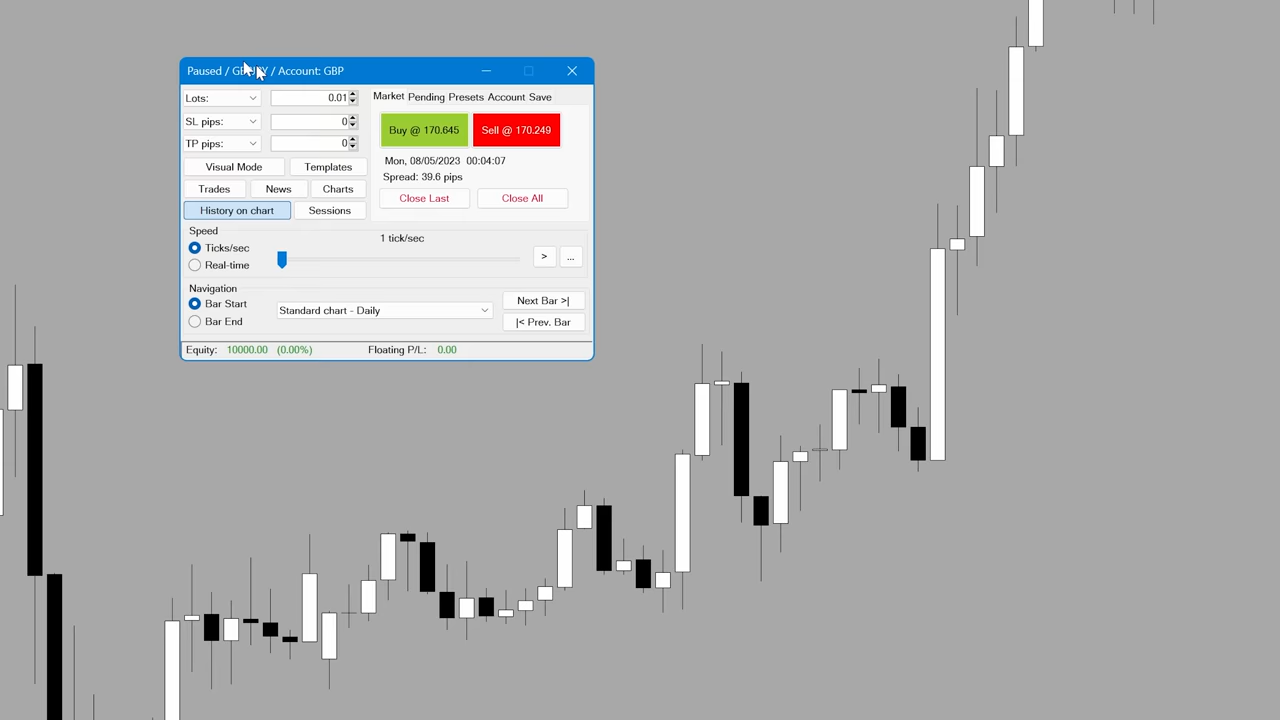 Paused / / Account: GBP
Lots: 0.01
Market Pending Presets Account Save
SL pips: 0
Buy @ 170.645 Sell @ 170.249
TP pips: 0
Mon, 08/05/2023 00:04:07
Visual Mode Templates
Spread: 39.6 pips
Trades News Charts
Close Last Close All
History on chart Sessions
Speed
1 tick/sec
Ticks/sec
Real-time
> ...
Navigation
Bar Start
Standard chart - Daily
Next Bar >|
Bar End
|< Prev. Bar
Equity: 10000.00 (0.00%) Floating P/L: 0.00